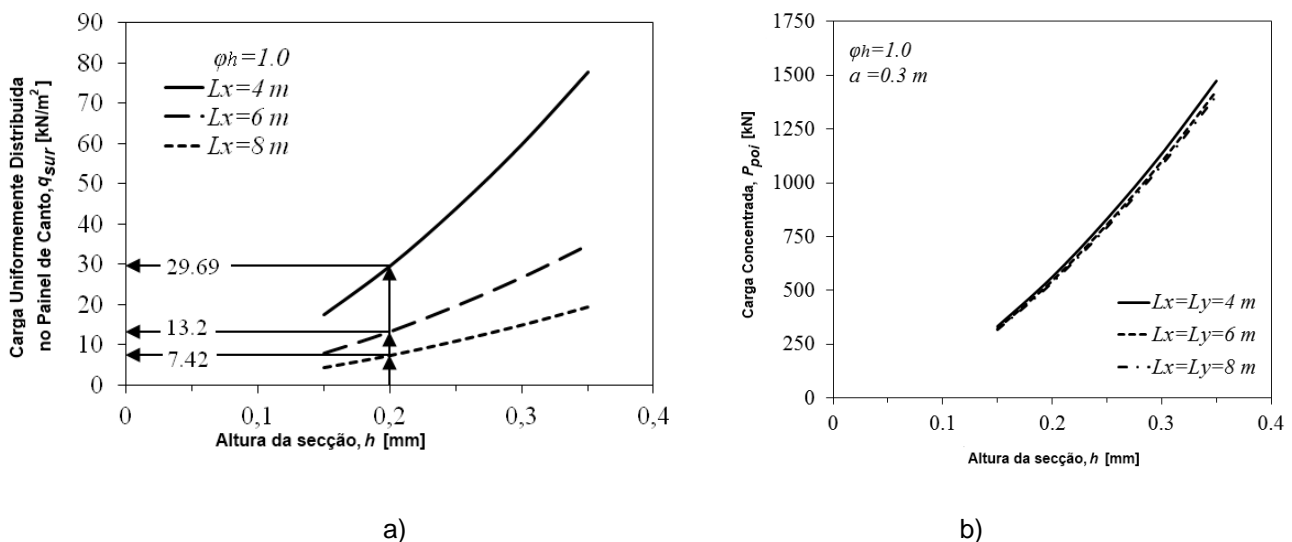 Carga Uniformemente Distribuída
no Painel de Canto, qsur [kN/m²]
90
80
70
60
50
40
30
20
10
0
φh=1.0
Lx=4 m
Lx=6 m
Lx=8 m
29.69
13.2
7.42
0
0,1
0,2
0,3
0,4
Altura da secção, h [mm]
a)
Carga Concentrada, Ppoi [kN]
1750
1500
1250
1000
750
500
250
0
φh=1.0
a =0.3 m
Lx=Ly=4 m
Lx=Ly=6 m
Lx=Ly=8 m
0
0.1
0.2
0.3
0.4
Altura da secção, h [mm]
b)